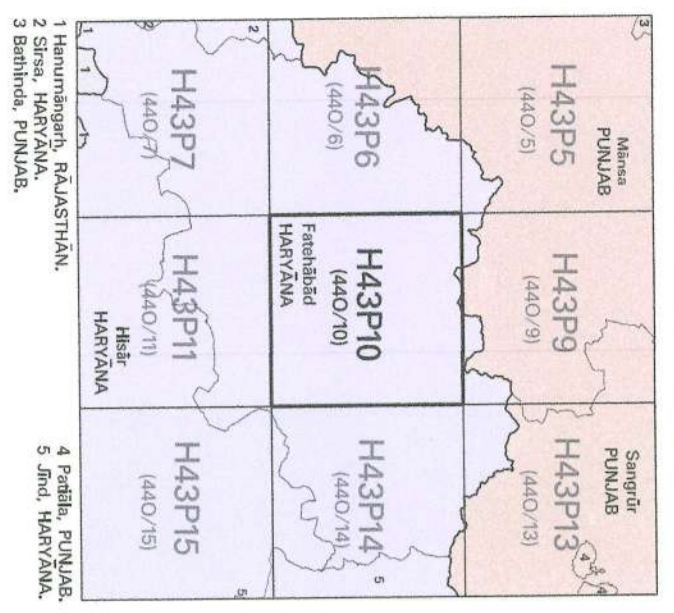 3
Mānsa
PUNJAB
H43P5
(44O/5)
H43P9
(44O/9)
Sangrūr
PUNJAB
H43P13
(44O/13)
4
4
H43P6
(44O/6)
H43P10
(44O/10)
Fatehābād
HARYĀNA
H43P14
(44O/14)
5
2
2
H43P7
(44O/7)
H43P11
(44O/11)
Hisār
HARYĀNA
H43P15
(44O/15)
5
1
1
1
1 Hanumāngarh, RĀJASTHĀN.
2 Sirsa, HARYĀNA.
3 Bathinda, PUNJAB.
4 Patiāla, PUNJAB.
5 Jīnd, HARYĀNA.